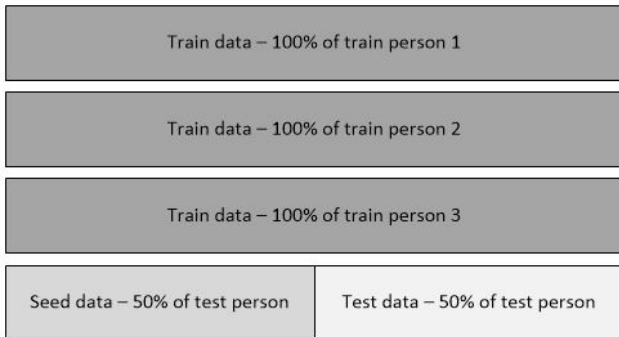 Train data – 100% of train person 1
Train data – 100% of train person 2
Train data – 100% of train person 3
Seed data – 50% of test person
Test data – 50% of test person